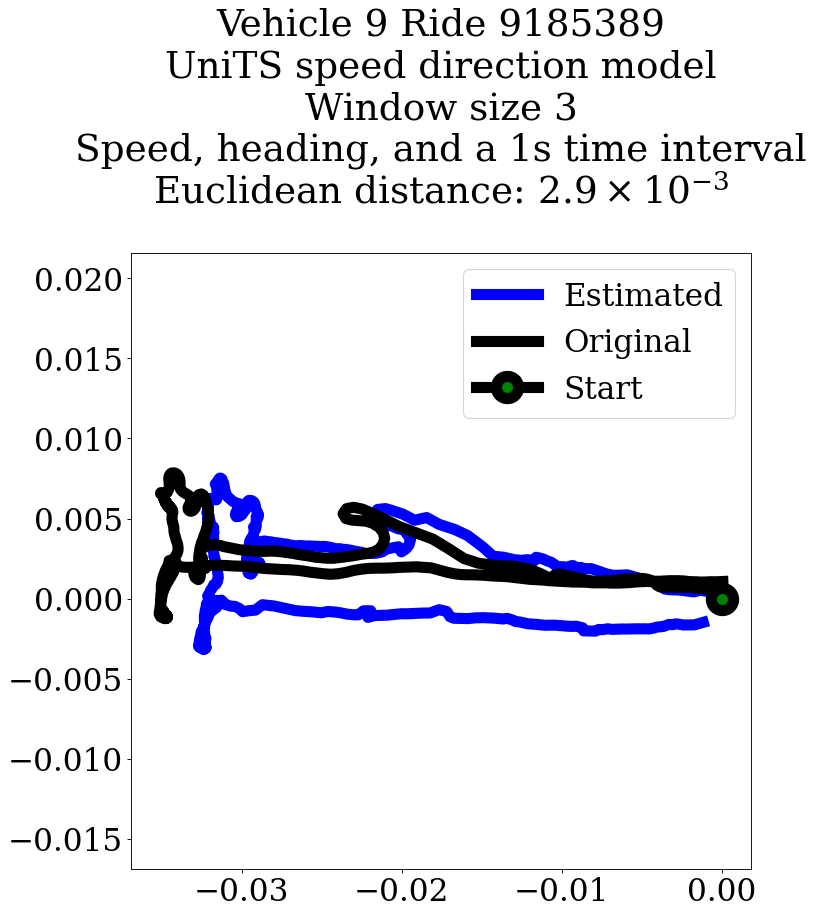 Vehicle 9 Ride 9185389
UniTS speed direction model
Window size 3
Speed, heading, and a 1s time interval
Euclidean distance: 2.9 × 10⁻³
Estimated
Original
Start
0.020
0.015
0.010
0.005
0.000
−0.005
−0.010
−0.015
−0.03 −0.02 −0.01 0.00